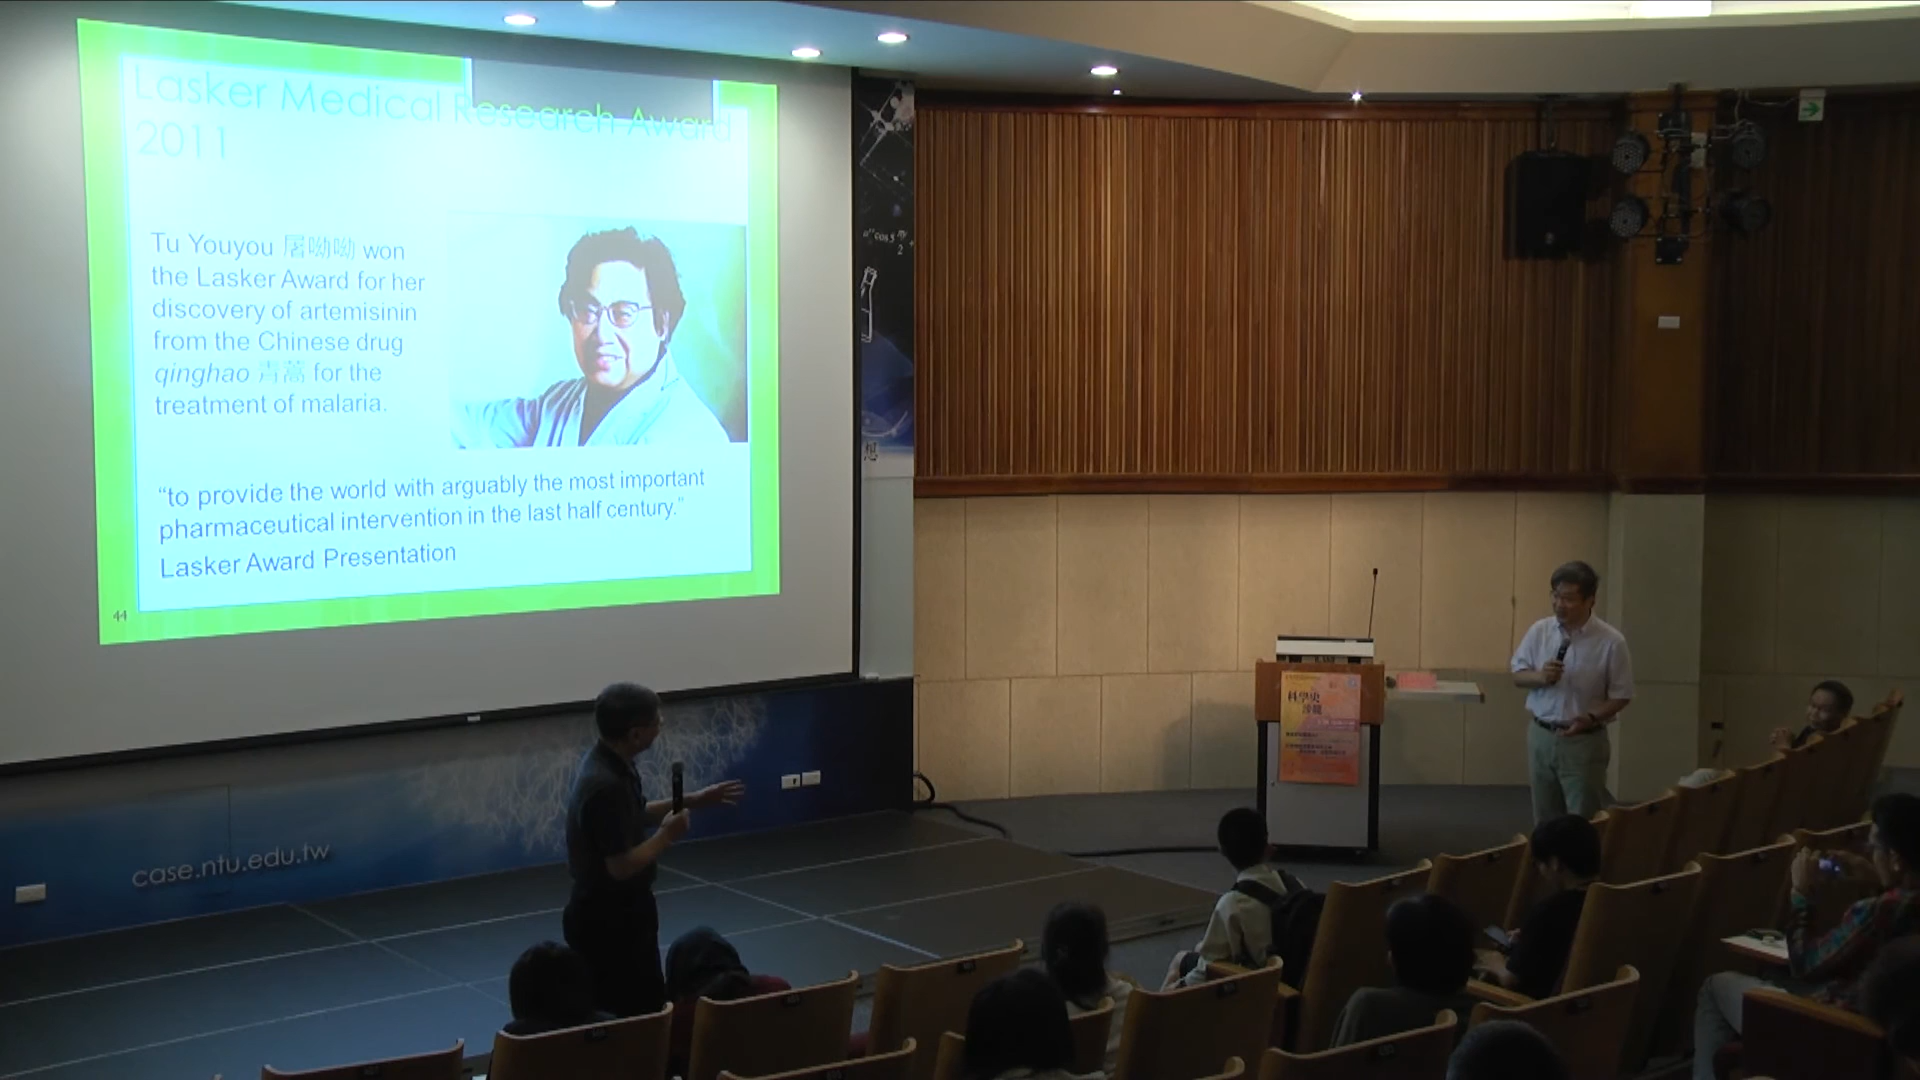 Lasker Medical Research Award
2011
Tu Youyou 屠呦呦 won
the Lasker Award for her
discovery of artemisinin
from the Chinese drug
qinghao 青蒿 for the
treatment of malaria.
“to provide the world with arguably the most important
pharmaceutical intervention in the last half century.”
Lasker Award Presentation
44
case.ntu.edu.tw
科學史
沙龍